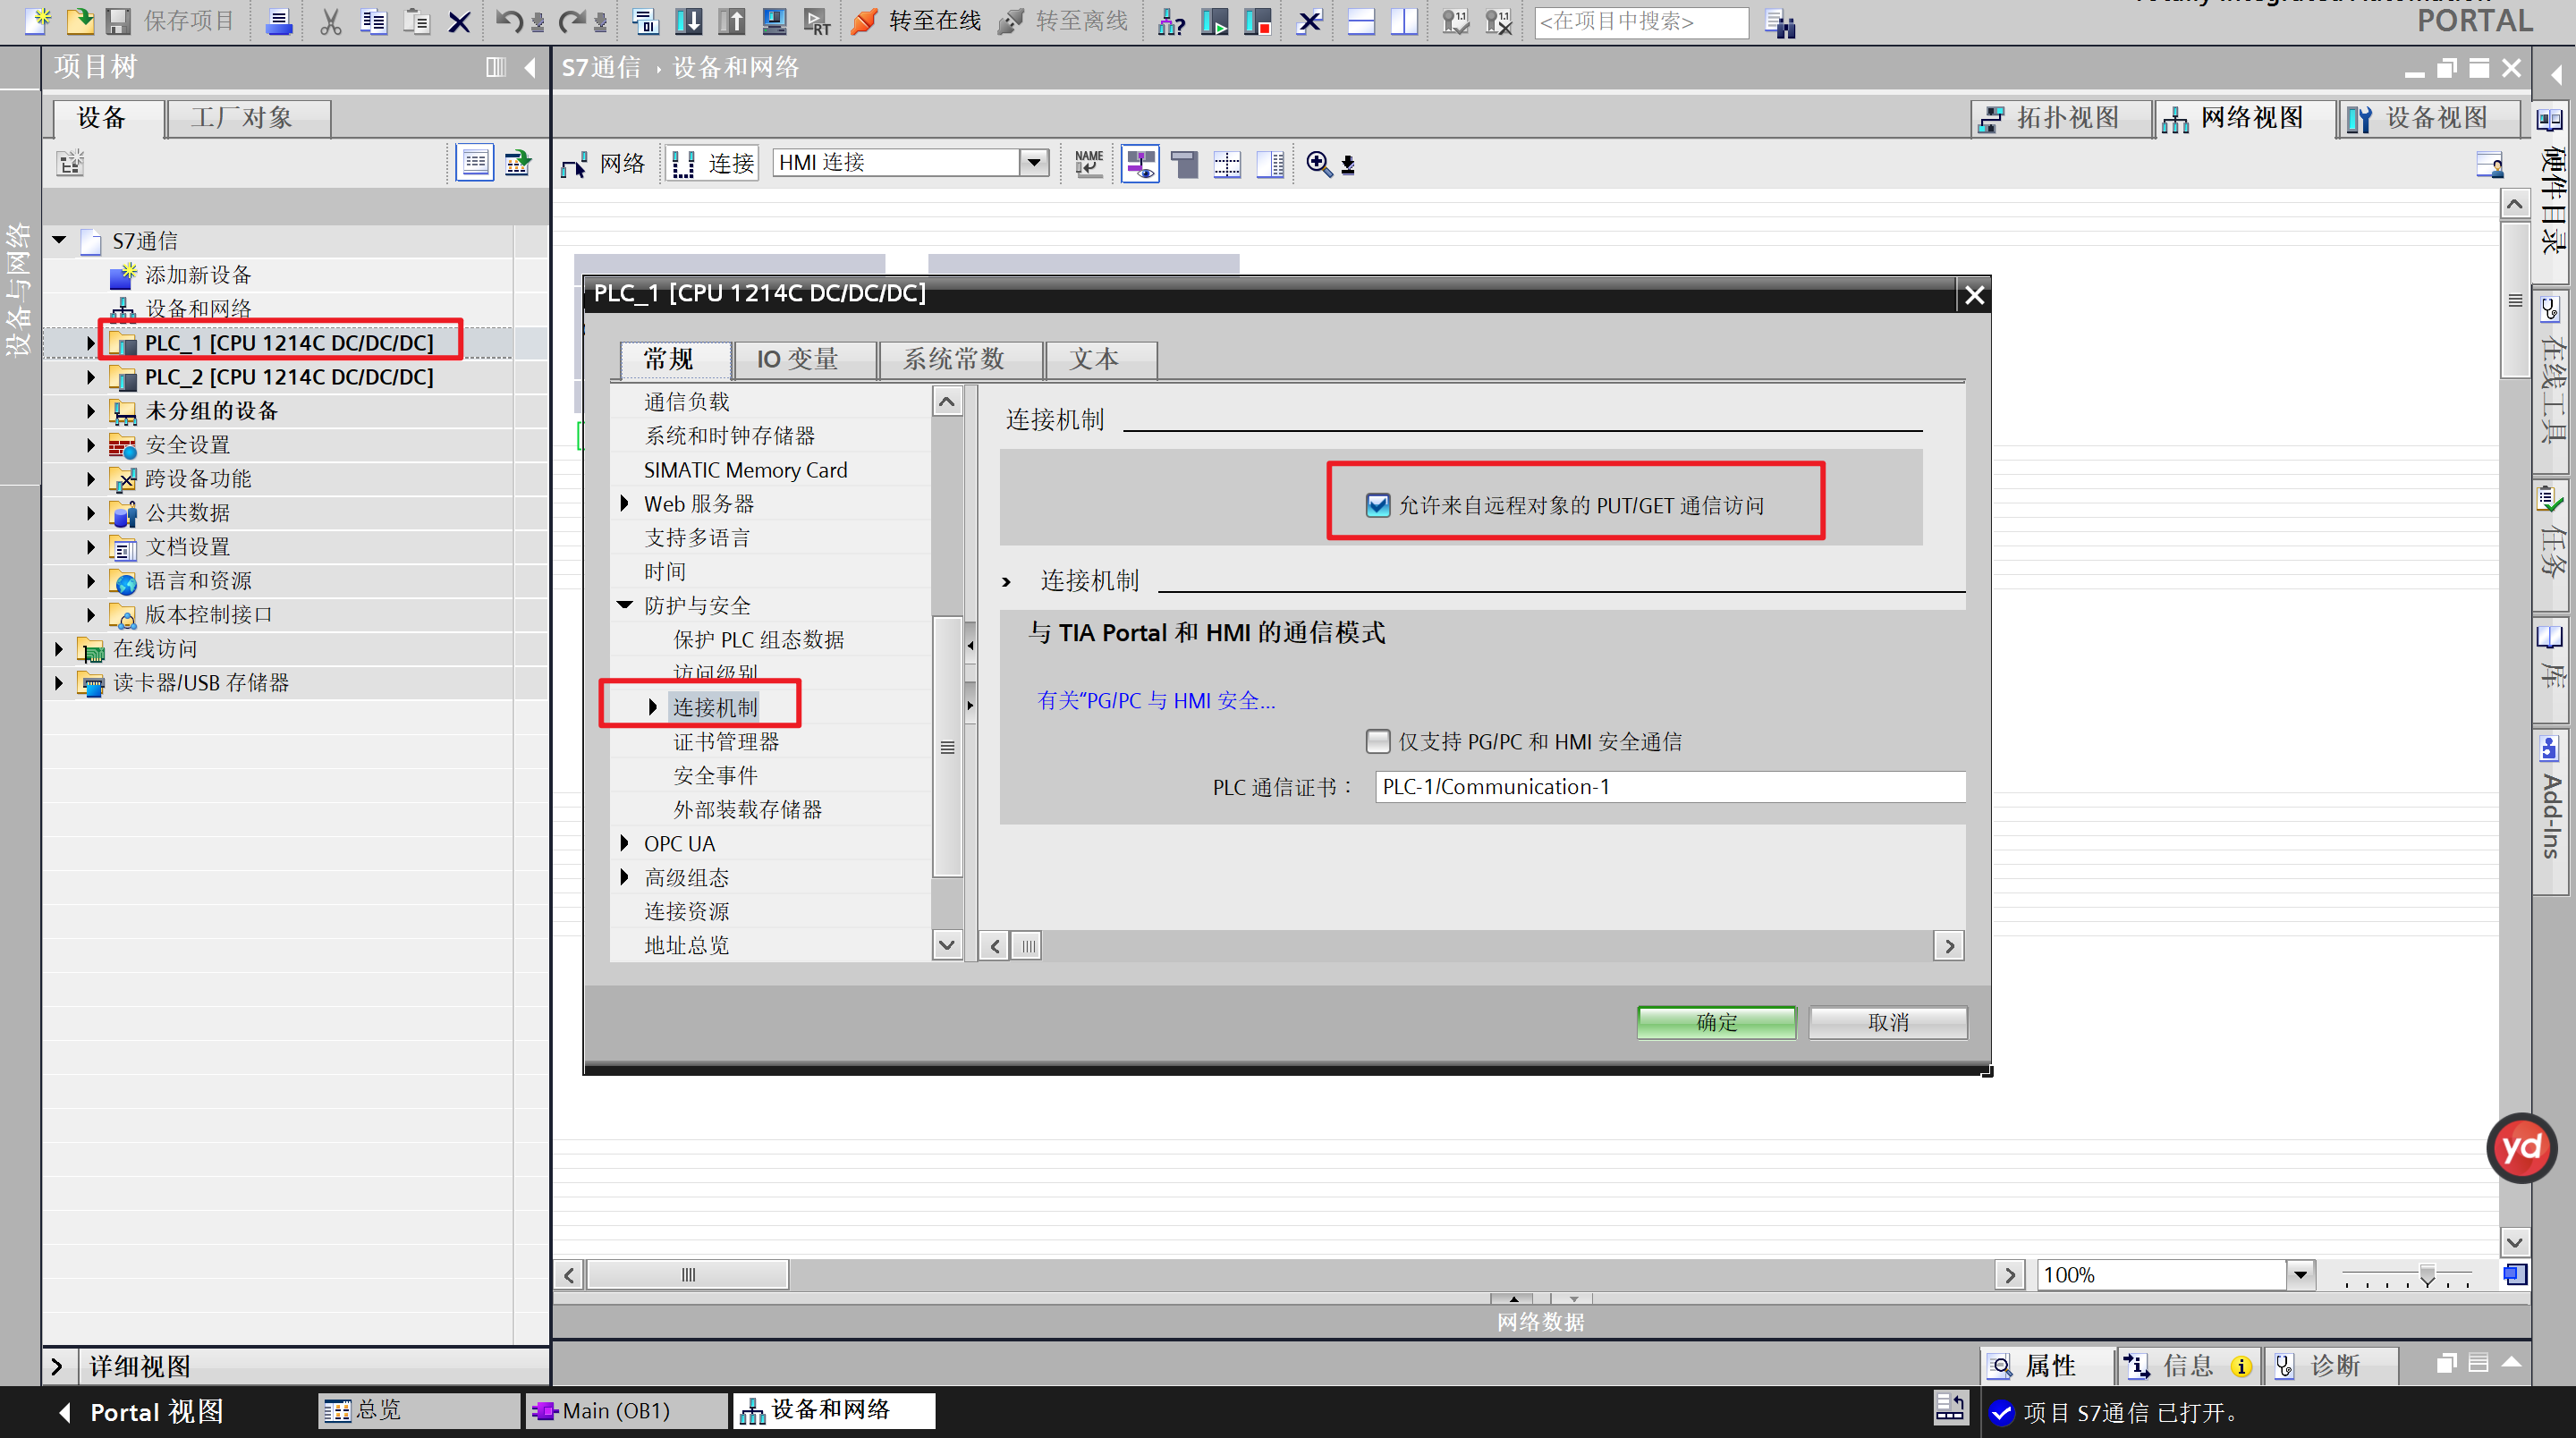 保存项目
转至在线
转至离线
<在项目中搜索>
PORTAL
项目树
S7通信 › 设备和网络
设备
工厂对象
拓扑视图
网络视图
设备视图
网络
连接
HMI 连接
NAME
设备与网络
S7通信
添加新设备
设备和网络
PLC_1 [CPU 1214C DC/DC/DC]
PLC_2 [CPU 1214C DC/DC/DC]
未分组的设备
安全设置
跨设备功能
公共数据
文档设置
语言和资源
版本控制接口
在线访问
读卡器/USB 存储器
PLC_1 [CPU 1214C DC/DC/DC]
常规
IO 变量
系统常数
文本
通信负载
系统和时钟存储器
SIMATIC Memory Card
Web 服务器
支持多语言
时间
防护与安全
保护 PLC 组态数据
访问级别
连接机制
证书管理器
安全事件
外部装载存储器
OPC UA
高级组态
连接资源
地址总览
连接机制
允许来自远程对象的 PUT/GET 通信访问
连接机制
与 TIA Portal 和 HMI 的通信模式
有关“PG/PC 与 HMI 安全...
仅支持 PG/PC 和 HMI 安全通信
PLC 通信证书：
PLC-1/Communication-1
确定
取消
硬件目录
在线工具
任务
库
Add-Ins
yd
100%
网络数据
详细视图
属性
信息
诊断
Portal 视图
总览
Main (OB1)
设备和网络
项目 S7通信 已打开。